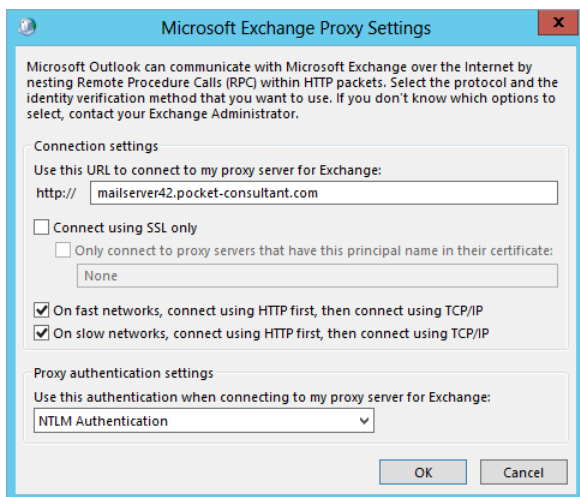 Microsoft Exchange Proxy Settings
x
Microsoft Outlook can communicate with Microsoft Exchange over the Internet by
nesting Remote Procedure Calls (RPC) within HTTP packets. Select the protocol and the
identity verification method that you want to use. If you don't know which options to
select, contact your Exchange Administrator.
Connection settings
Use this URL to connect to my proxy server for Exchange:
http:// mailserver42.pocket-consultant.com
Connect using SSL only
Only connect to proxy servers that have this principal name in their certificate:
None
On fast networks, connect using HTTP first, then connect using TCP/IP
On slow networks, connect using HTTP first, then connect using TCP/IP
Proxy authentication settings
Use this authentication when connecting to my proxy server for Exchange:
NTLM Authentication
OK Cancel